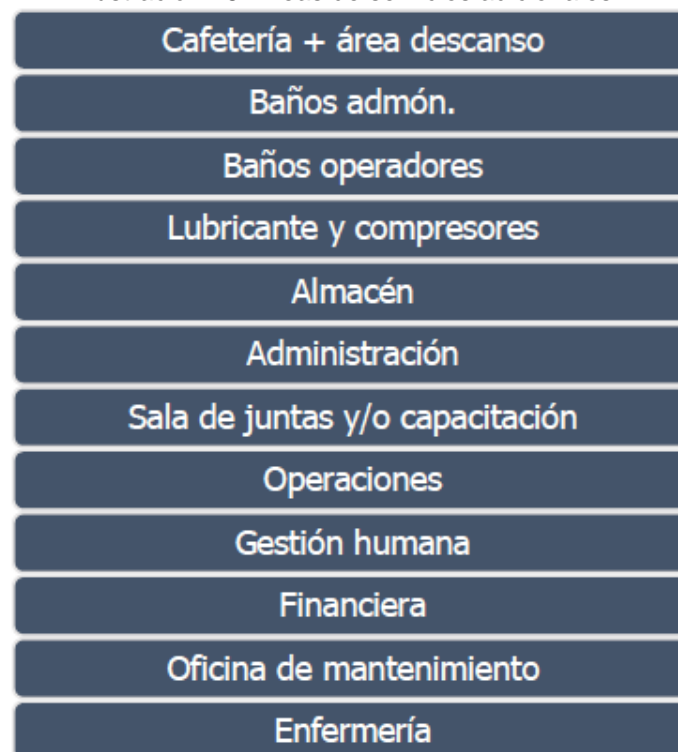 Cafetería + área descanso
Baños admón.
Baños operadores
Lubricante y compresores
Almacén
Administración
Sala de juntas y/o capacitación
Operaciones
Gestión humana
Financiera
Oficina de mantenimiento
Enfermería